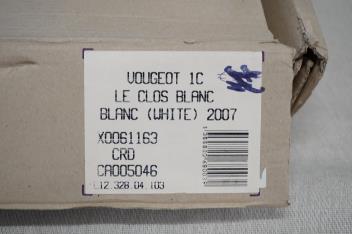 VOUGEOT 1C
LE CLOS BLANC
BLANC (WHITE) 2007
X0061163
CRD
CA005046
L12.328.04.103